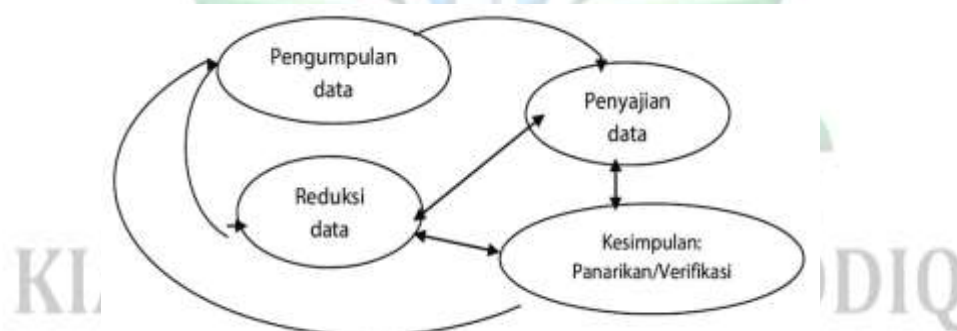 Pengumpulan
data
Penyajian
data
Reduksi
data
Kesimpulan:
Panarikan/Verifikasi